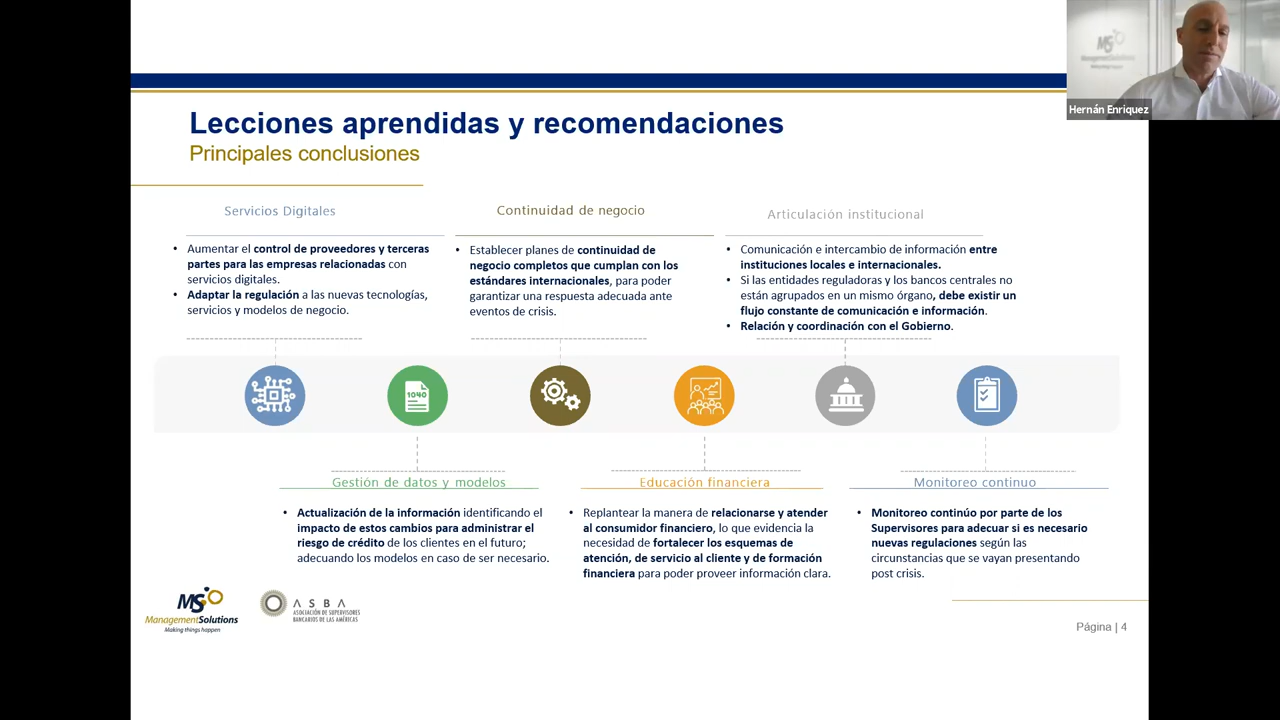 MS
ManagementSolutions
Hernán Enriquez
Lecciones aprendidas y recomendaciones
Principales conclusiones
Servicios Digitales
• Aumentar el control de proveedores y terceras
partes para las empresas relacionadas con
servicios digitales.
• Adaptar la regulación a las nuevas tecnologías,
servicios y modelos de negocio.
Continuidad de negocio
• Establecer planes de continuidad de
negocio completos que cumplan con los
estándares internacionales, para poder
garantizar una respuesta adecuada ante
eventos de crisis.
Articulación institucional
• Comunicación e intercambio de información entre
instituciones locales e internacionales.
• Si las entidades reguladoras y los bancos centrales no
están agrupados en un mismo órgano, debe existir un
flujo constante de comunicación e información.
• Relación y coordinación con el Gobierno.
1040
Gestión de datos y modelos
• Actualización de la información identificando el
impacto de estos cambios para administrar el
riesgo de crédito de los clientes en el futuro;
adecuando los modelos en caso de ser necesario.
Educación financiera
• Replantear la manera de relacionarse y atender
al consumidor financiero, lo que evidencia la
necesidad de fortalecer los esquemas de
atención, de servicio al cliente y de formación
financiera para poder proveer información clara.
Monitoreo continuo
• Monitoreo continúo por parte de los
Supervisores para adecuar si es necesario
nuevas regulaciones según las
circunstancias que se vayan presentando
post crisis.
MS
ManagementSolutions
Making things happen
ASBA
ASOCIACIÓN DE SUPERVISORES
BANCARIOS DE LAS AMÉRICAS
Página | 4